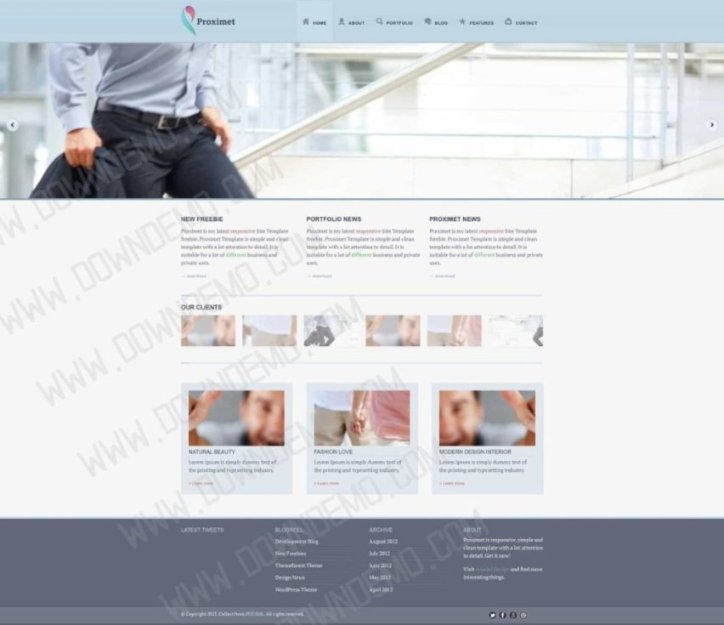 Proximet
HOME ABOUT PORTFOLIO BLOG FEATURES CONTACT
NEW FREEBIE
Proximet is my latest responsive Site Template
freebie. Proximet Template is simple and clean
template with a lot attention to detail. It is
suitable for a lot of different business and private
uses.
PORTFOLIO NEWS
Proximet is my latest responsive Site Template
freebie. Proximet Template is simple and clean
template with a lot attention to detail. It is
suitable for a lot of different business and private
uses.
PROXIMET NEWS
Proximet is my latest responsive Site Template
freebie. Proximet Template is simple and clean
template with a lot attention to detail. It is
suitable for a lot of different business and private
uses.
OUR CLIENTS
NATURAL BEAUTY
Lorem Ipsum is simply dummy text of
the printing and typesetting industry.
» Learn more
FASHION LOVE
Lorem Ipsum is simply dummy text of
the printing and typesetting industry.
» Learn more
MODERN DESIGN INTERIOR
Lorem Ipsum is simply dummy text of
the printing and typesetting industry.
» Learn more
LATEST TWEETS
BLOGROLL
Development Blog
New Freebies
Themeforest Theme
Design News
WordPress Theme
ARCHIVE
August 2012
July 2012
June 2012
May 2012
April 2012
ABOUT
Proximet is responsive, simple and
clean template with a lot attention
to detail. Get it now!
Visit and find more
interesting things.
All rights reserved.
WWW.DOWNDEMO.COM
WWW.DOWNDEMO.COM
WWW.DOWNDEMO.COM